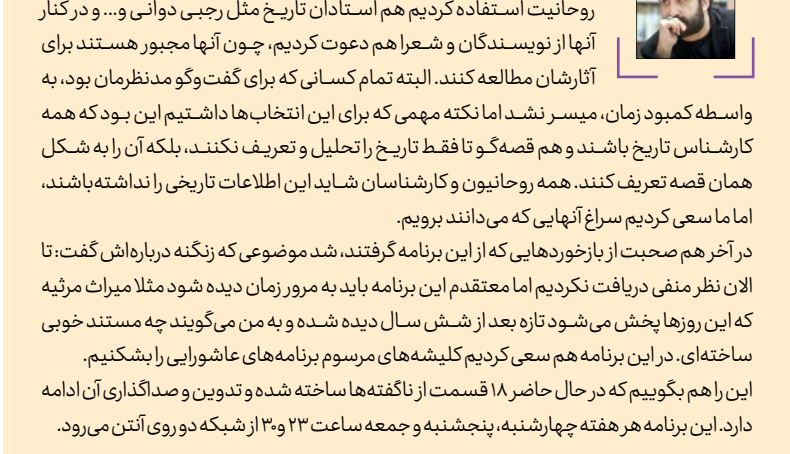 روحانیت استفاده کردیم هم استادان تاریخ مثل رجبی دوانی و... و در کنار
آنها از نویسندگان و شعرا هم دعوت کردیم، چون آنها مجبور هستند برای
آثارشان مطالعه کنند. البته تمام کسانی که برای گفت‌وگو مدنظرمان بود، به
واسطه کمبود زمان، میسر نشد اما نکته مهمی که برای این انتخاب‌ها داشتیم این بود که همه
کارشناس تاریخ باشند و هم قصه‌گو تا فقط تاریخ را تحلیل و تعریف نکنند، بلکه آن را به شکل
همان قصه تعریف کنند. همه روحانیون و کارشناسان شاید این اطلاعات تاریخی را نداشته‌باشند،
اما ما سعی کردیم سراغ آنهایی که می‌دانند برویم.
در آخر هم صحبت از بازخوردهایی که از این برنامه گرفتند، شد موضوعی که زنگنه درباره‌اش گفت: تا
الان نظر منفی دریافت نکردیم اما معتقدم این برنامه باید به مرور زمان دیده شود مثلا میراث مرثیه
که این روزها پخش می‌شود تازه بعد از شش سال دیده شده و به من می‌گویند چه مستند خوبی
ساخته‌ای. در این برنامه هم سعی کردیم کلیشه‌های مرسوم برنامه‌های عاشورایی را بشکنیم.
این را هم بگوییم که در حال حاضر ۱۸ قسمت از ناگفته‌ها ساخته شده و تدوین و صداگذاری آن ادامه
دارد. این برنامه هر هفته چهارشنبه، پنجشنبه و جمعه ساعت ۲۳ و ۳۰ از شبکه دو روی آنتن می‌رود.